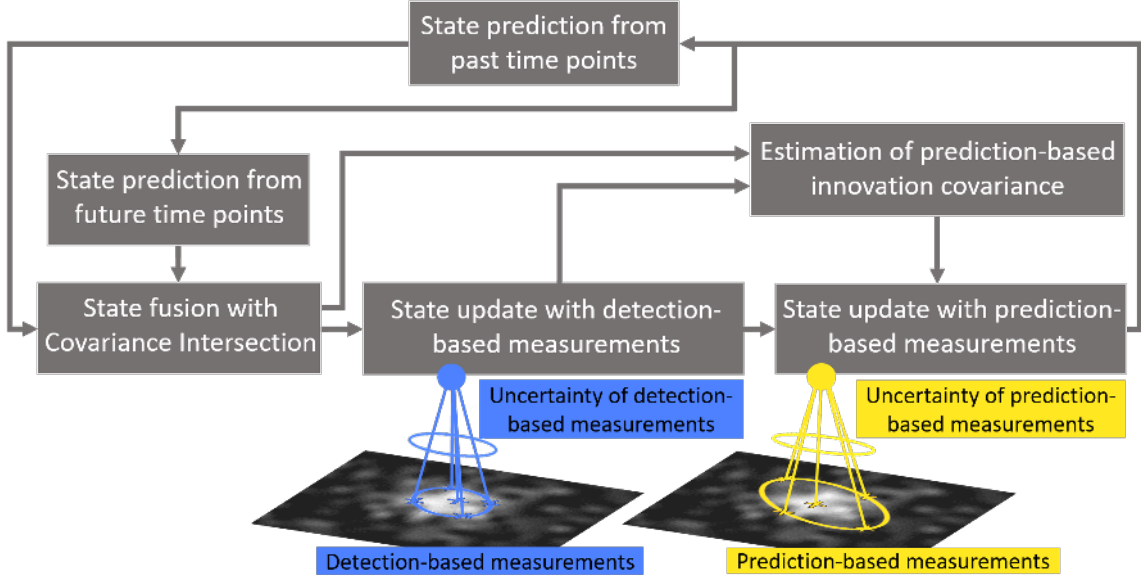 State prediction from
past time points
State prediction from
future time points
Estimation of prediction-based
innovation covariance
State fusion with
Covariance Intersection
State update with detection-
based measurements
State update with prediction-
based measurements
Uncertainty of detection-
based measurements
Uncertainty of prediction-
based measurements
Detection-based measurements
Prediction-based measurements